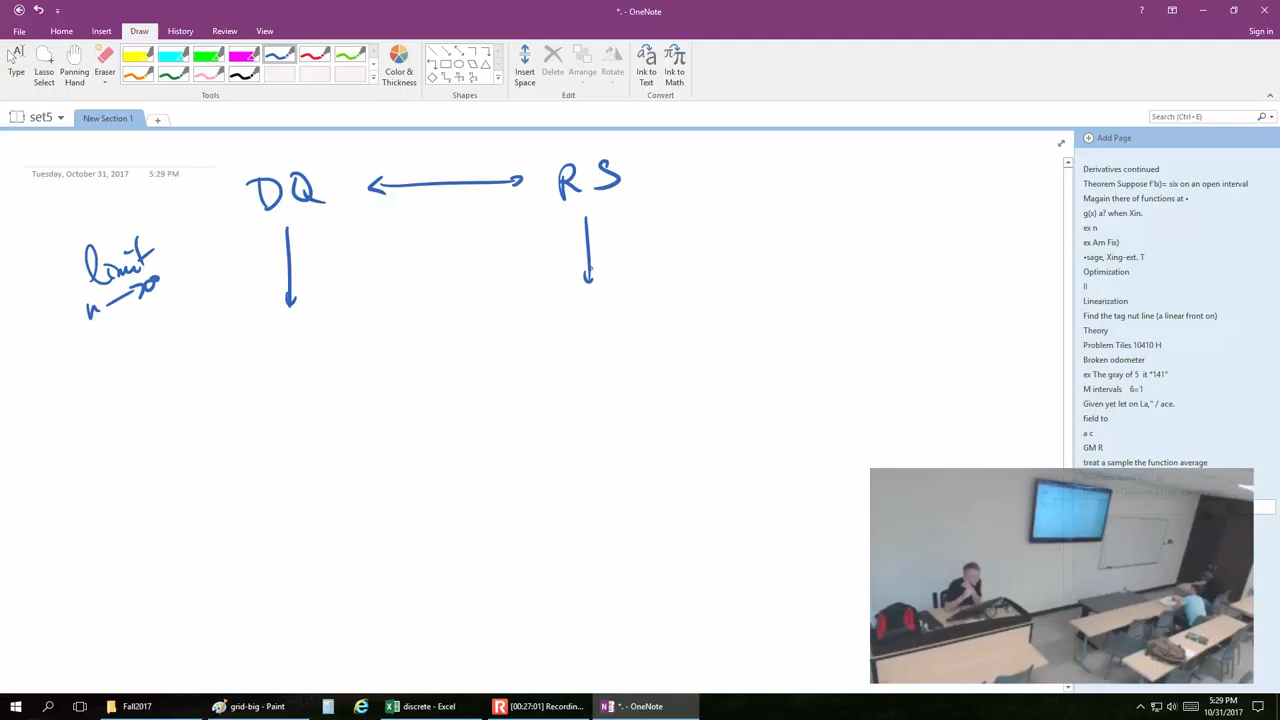 *. - OneNote
? Sign in
File Home Insert Draw History Review View
Type Lasso Select Panning Hand Eraser
Color & Thickness
Insert Space Delete Arrange Rotate
Ink to Text Ink to Math
Tools Shapes Edit Convert
set5 New Section 1
Search (Ctrl+E)
Tuesday, October 31, 2017 5:29 PM
DQ RS
limit
n → ∞
Add Page
Derivatives continued
Theorem Suppose f'lx)= six on an open interval
Magain there of functions at •
g(x) a? when Xin.
ex n
ex Am Fix)
•sage, Xing-ext. T
Optimization
II
Linearization
Find the tag nut line (a linear front on)
Theory
Problem Tiles 10410 H
Broken odometer
ex The gray of 5 it *141"
M intervals 6=1
Given yet let on La," / ace.
field to
a c
GM R
treat a sample the function average
Fall2017 grid-big - Paint discrete - Excel [00:27:01] Recordin... *. - OneNote
5:29 PM
10/31/2017